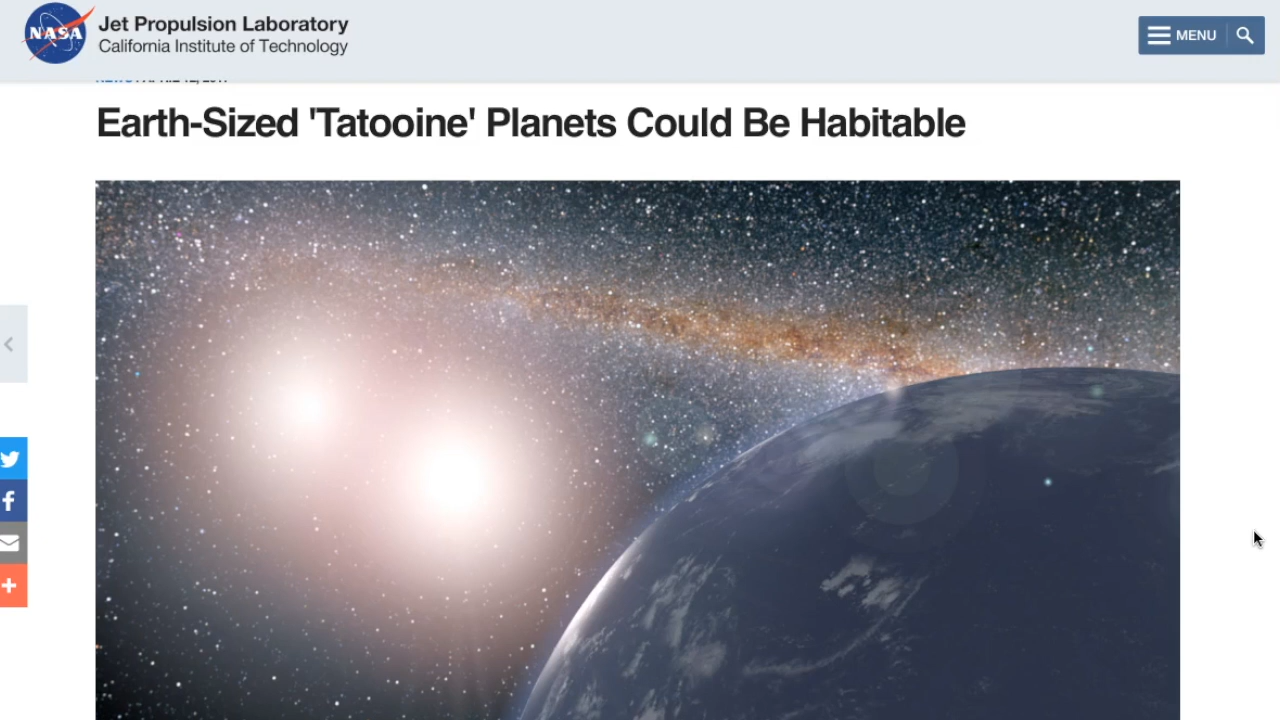 NASA
Jet Propulsion Laboratory
California Institute of Technology
MENU
Earth-Sized 'Tatooine' Planets Could Be Habitable